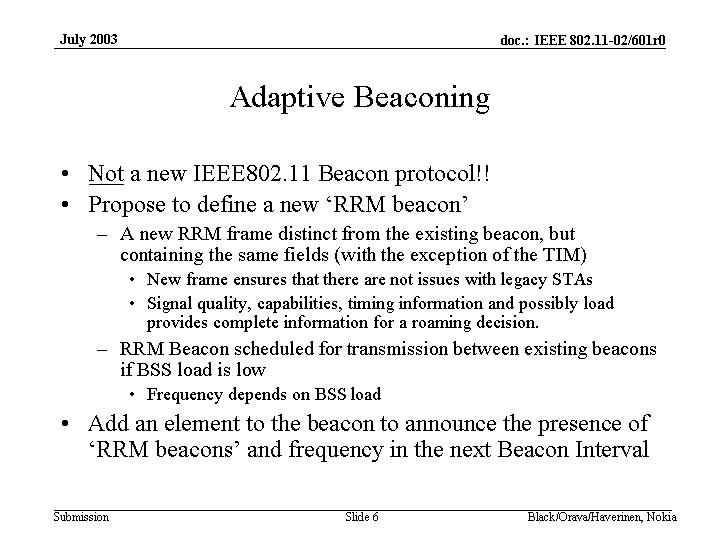 July 2003
doc.: IEEE 802.11-02/601r0
Adaptive Beaconing
• Not a new IEEE802.11 Beacon protocol!!
• Propose to define a new ‘RRM beacon’
– A new RRM frame distinct from the existing beacon, but
containing the same fields (with the exception of the TIM)
• New frame ensures that there are not issues with legacy STAs
• Signal quality, capabilities, timing information and possibly load
provides complete information for a roaming decision.
– RRM Beacon scheduled for transmission between existing beacons
if BSS load is low
• Frequency depends on BSS load
• Add an element to the beacon to announce the presence of
‘RRM beacons’ and frequency in the next Beacon Interval
Submission
Slide 6
Black/Orava/Haverinen, Nokia